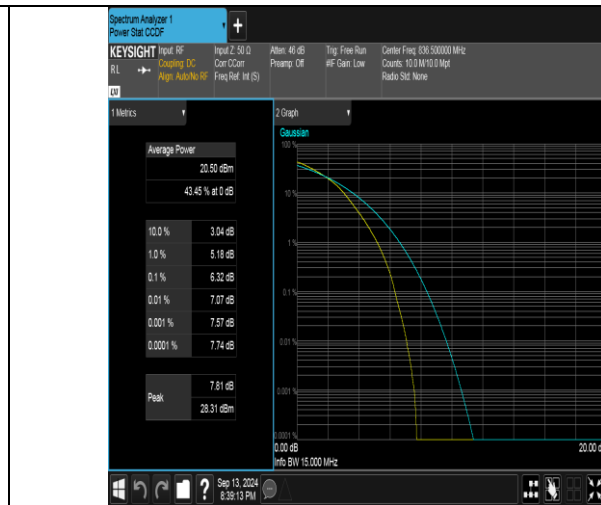 Spectrum Analyzer 1
Power Stat CCDF
+
KEYSIGHT
RL
Input: RF
Coupling: DC
Align: Auto/No RF
Input Z: 50 Ω
Corr CCorr
Freq Ref: Int (S)
Atten: 46 dB
Preamp: Off
Trig: Free Run
#IF Gain: Low
Center Freq: 836.500000 MHz
Counts: 10.0 M/10.0 Mpt
Radio Std: None
1 Metrics
Average Power
20.50 dBm
43.45 % at 0 dB
10.0 % 3.04 dB
1.0 % 5.18 dB
0.1 % 6.32 dB
0.01 % 7.07 dB
0.001 % 7.57 dB
0.0001 % 7.74 dB
Peak
7.81 dB
28.31 dBm
2 Graph
Gaussian
100 %
10 %
1 %
0.1 %
0.01 %
0.001 %
0.0001 %
0.00 dB
20.00 d
Info BW 15.000 MHz
?
Sep 13, 2024
8:39:13 PM